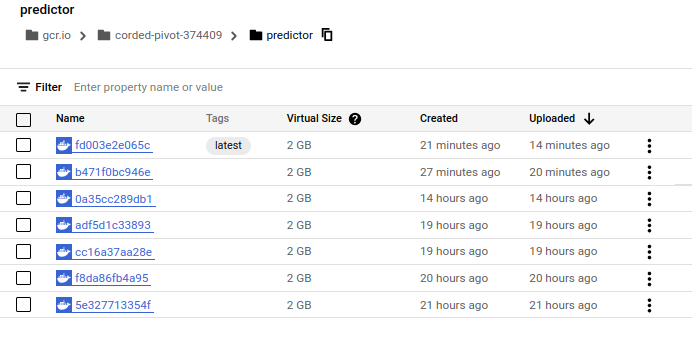 predictor
gcr.io > corded-pivot-374409 > predictor
Filter Enter property name or value
Name Tags Virtual Size ? Created Uploaded ↓
fd003e2e065c latest 2 GB 21 minutes ago 14 minutes ago
b471f0bc946e 2 GB 27 minutes ago 20 minutes ago
0a35cc289db1 2 GB 14 hours ago 14 hours ago
adf5d1c33893 2 GB 19 hours ago 19 hours ago
cc16a37aa28e 2 GB 19 hours ago 19 hours ago
f8da86fb4a95 2 GB 20 hours ago 20 hours ago
5e327713354f 2 GB 21 hours ago 21 hours ago